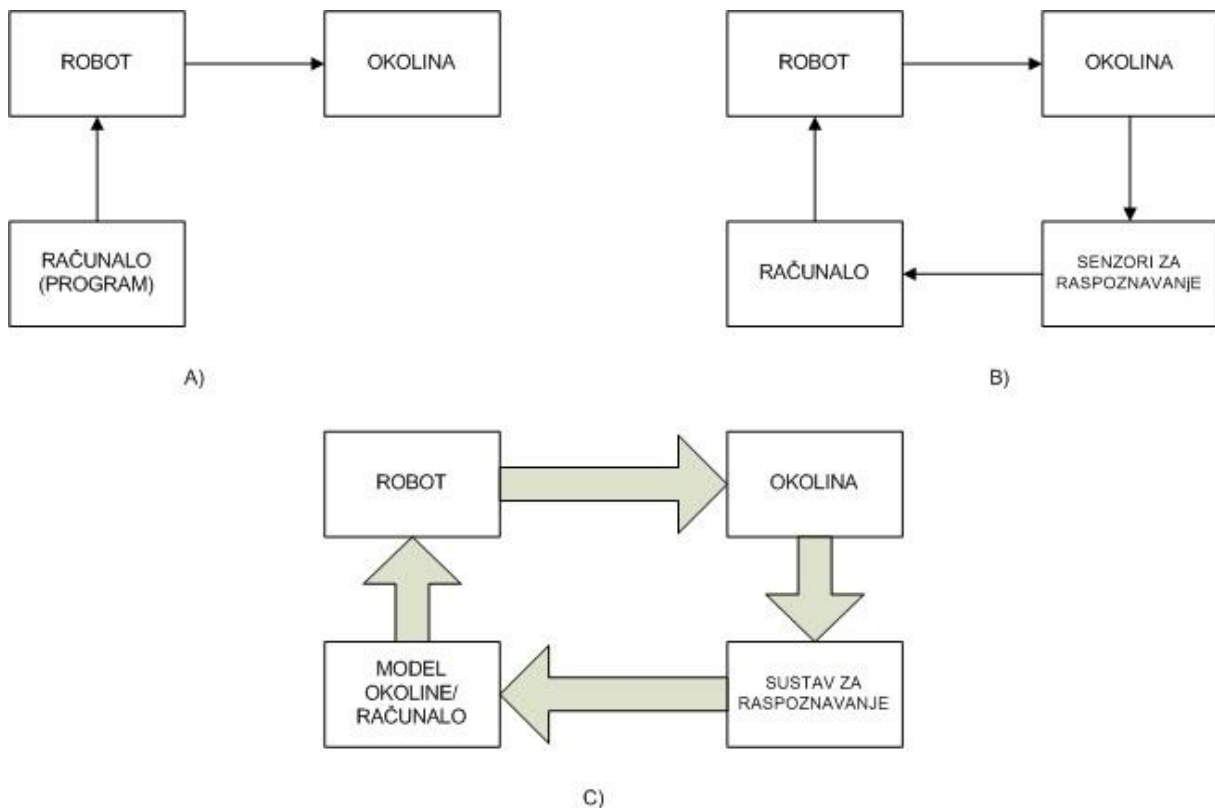 ROBOT
OKOLINA
RAČUNALO
(PROGRAM)
A)
ROBOT
OKOLINA
RAČUNALO
SENZORI ZA
RASPOZNAVANjE
B)
ROBOT
OKOLINA
MODEL
OKOLINE/
RAČUNALO
SUSTAV ZA
RASPOZNAVANJE
C)